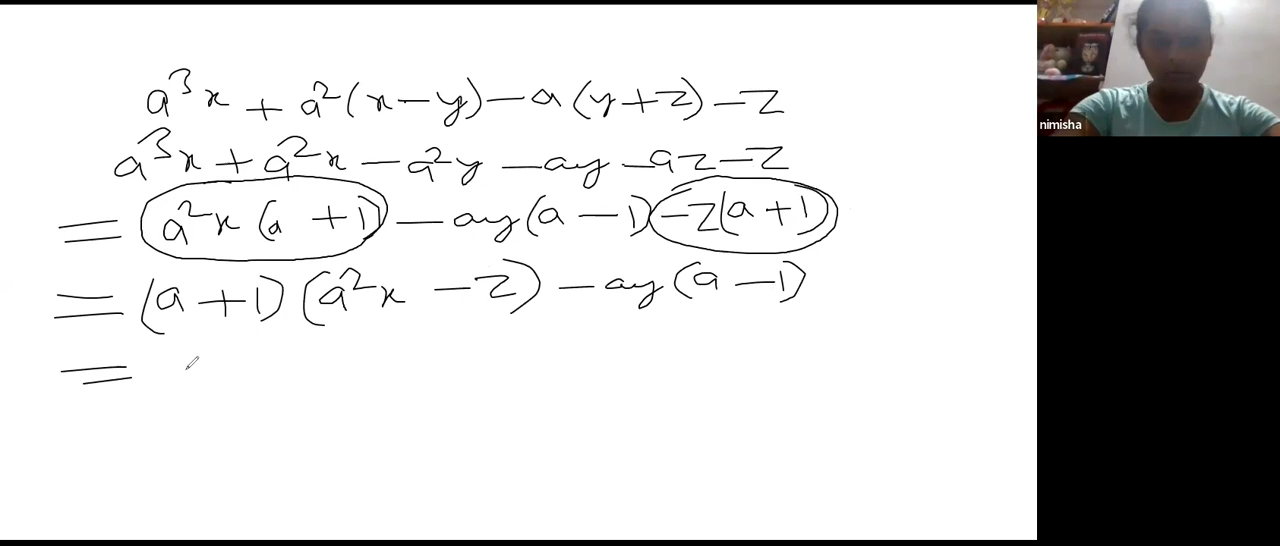 a³x + a²(x-y) - a(y+z) - z
a³x + a²x - a²y - ay - az - z
= a²x(a+1) - ay(a-1) - z(a+1)
= (a+1)(a²x - z) - ay(a-1)
=
nimisha